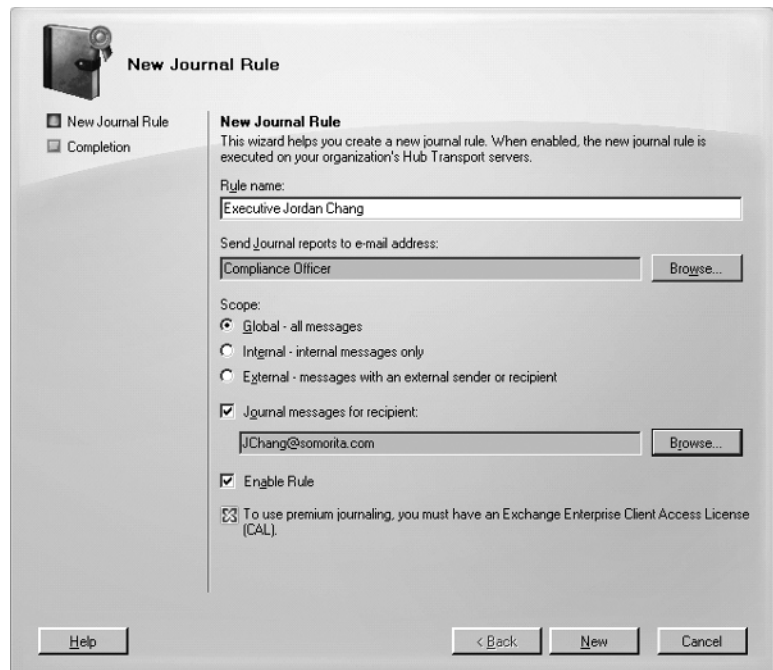 New Journal Rule
New Journal Rule
Completion
New Journal Rule
This wizard helps you create a new journal rule. When enabled, the new journal rule is
executed on your organization's Hub Transport servers.
Rule name:
Executive Jordan Chang
Send Journal reports to e-mail address:
Compliance Officer
Browse...
Scope:
Global - all messages
Internal - internal messages only
External - messages with an external sender or recipient
Journal messages for recipient:
JChang@somorita.com
Browse...
Enable Rule
To use premium journaling, you must have an Exchange Enterprise Client Access License
(CAL).
Help
< Back
New
Cancel